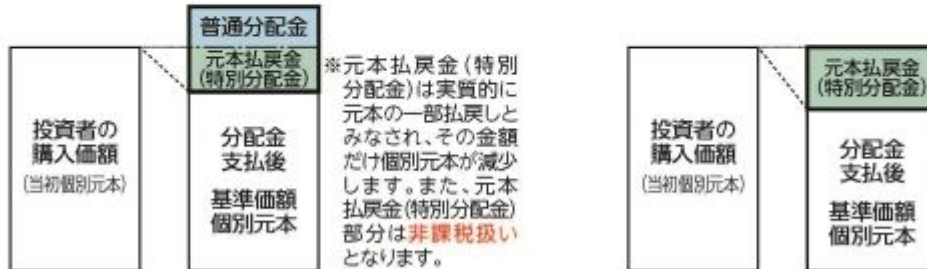 普通分配金
元本払戻金
(特別分配金)
投資者の
購入価額
(当初個別元本)
分配金
支払後
基準価額
個別元本
※元本払戻金(特別
分配金)は実質的に
元本の一部払戻しと
みなされ、その金額
だけ個別元本が減少
します。また、元本
払戻金(特別分配金)
部分は非課税扱い
となります。
投資者の
購入価額
(当初個別元本)
元本払戻金
(特別分配金)
分配金
支払後
基準価額
個別元本